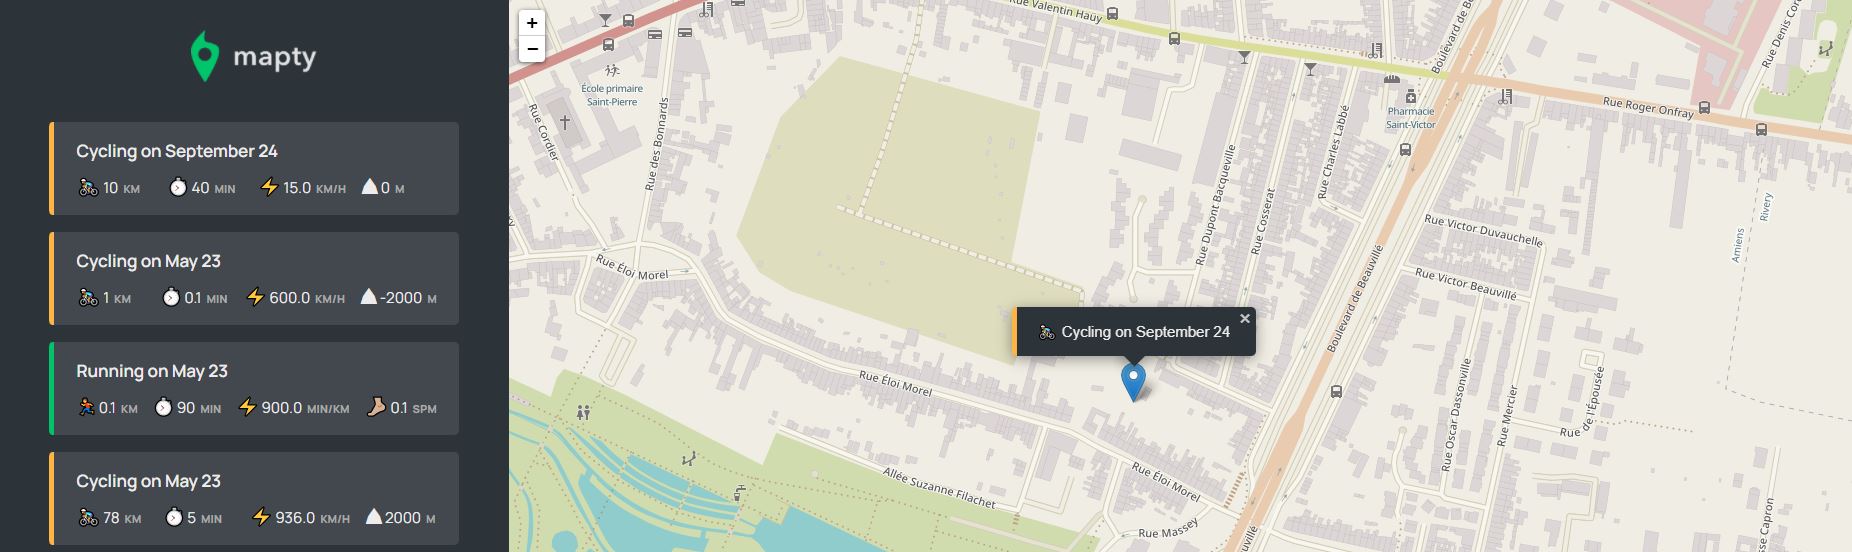 mapty
Cycling on September 24
10 KM 40 MIN 15.0 KM/H 0 M
Cycling on May 23
1 KM 0.1 MIN 600.0 KM/H -2000 M
Running on May 23
0.1 KM 90 MIN 900.0 MIN/KM 0.1 SPM
Cycling on May 23
78 KM 5 MIN 936.0 KM/H 2000 M
+
−
Rue Valentin Hauy
Boulevard de
Rue Denis
École primaire
Saint-Pierre
Rue Cordier
Rue des Bonnards
Pharmacie
Saint-Victor
Rue Roger Onfray
Rue Charles Labbé
Rue Dupont Bacqueville
Rue Cosserat
Rue Victor Duvauchelle
Amiens
Rivery
Rue Éloi Morel
Rue Victor Beauvillé
Boulevard de Beauvillé
Cycling on September 24
×
Rue Éloi Morel
Rue Oscar Dassonville
Rue Mercier
Rue de l'Épousée
Allée Suzanne Filachet
Rue Éloi Morel
Rue Massey
uvillé
se Capron